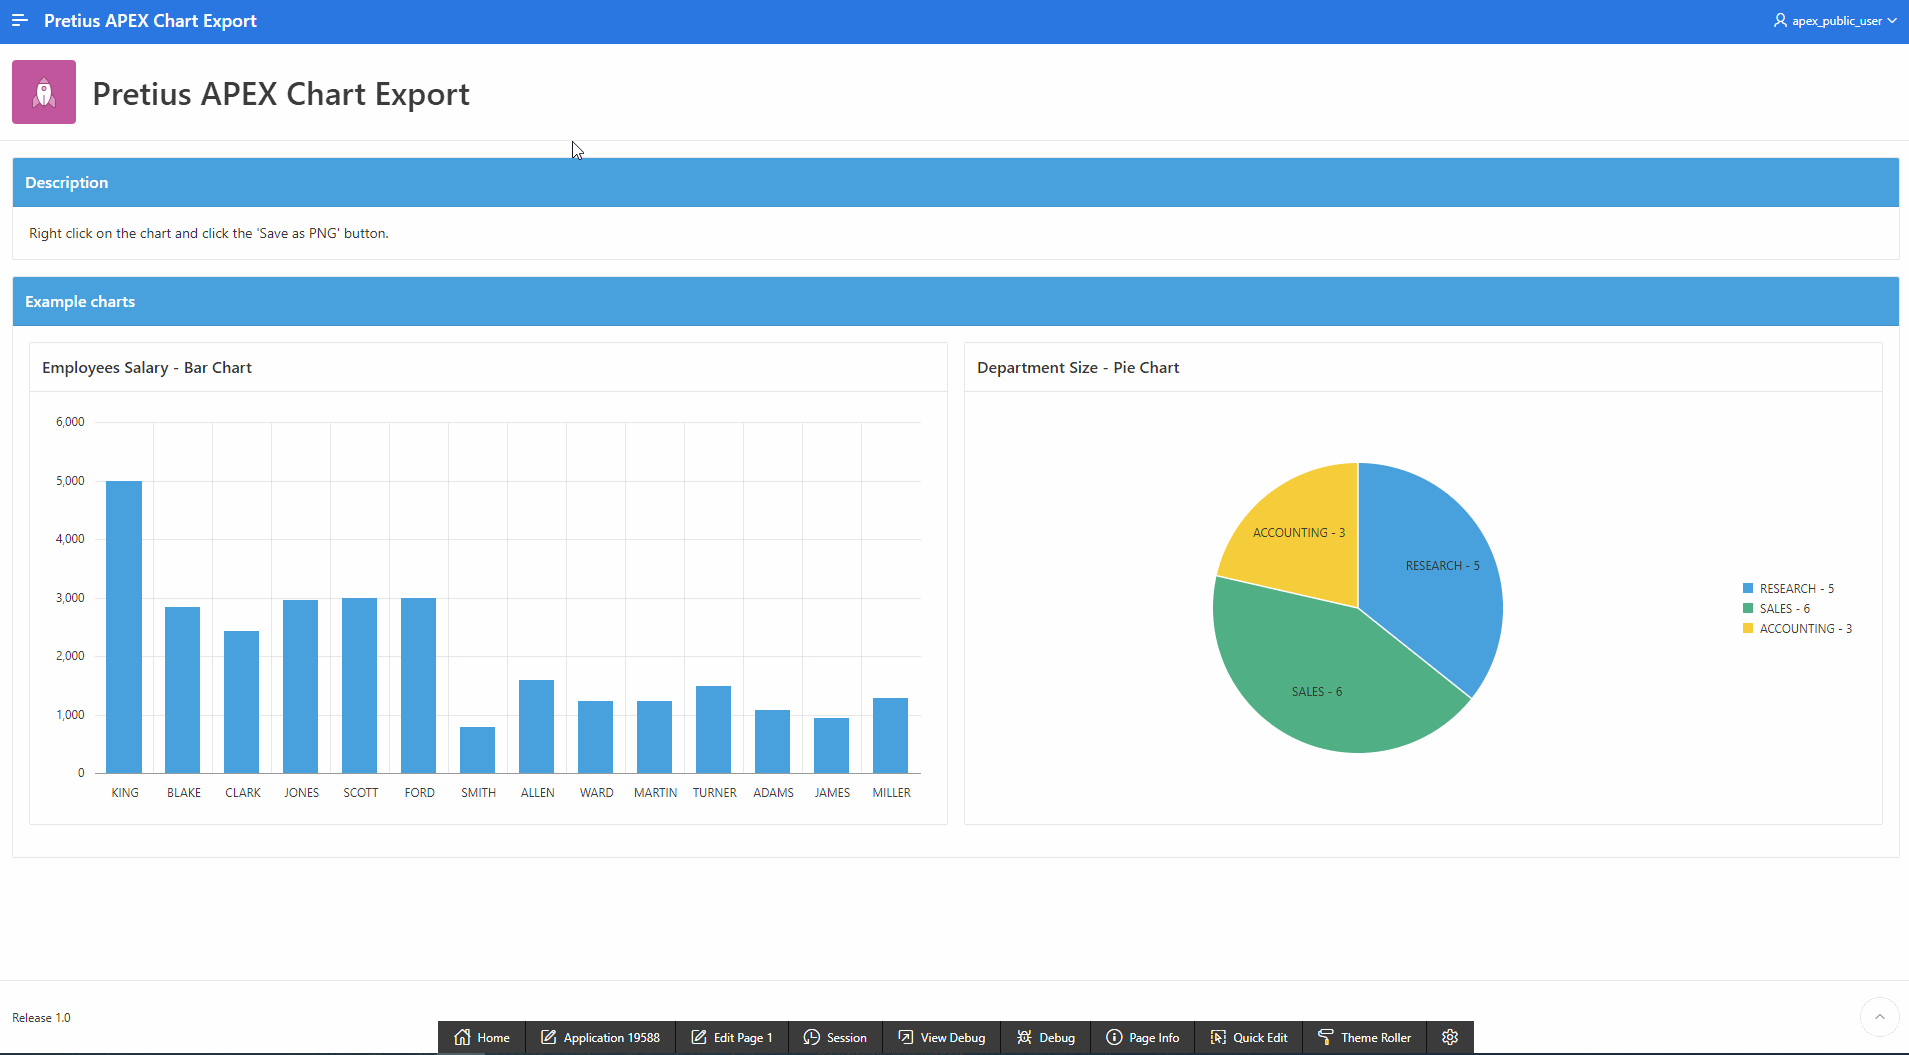 Pretius APEX Chart Export
apex_public_user
Pretius APEX Chart Export
Description
Right click on the chart and click the 'Save as PNG' button.
Example charts
Employees Salary - Bar Chart
6,000
5,000
4,000
3,000
2,000
1,000
0
KING BLAKE CLARK JONES SCOTT FORD SMITH ALLEN WARD MARTIN TURNER ADAMS JAMES MILLER
Department Size - Pie Chart
ACCOUNTING - 3
RESEARCH - 5
SALES - 6
RESEARCH - 5
SALES - 6
ACCOUNTING - 3
Release 1.0
Home Application 19588 Edit Page 1 Session View Debug Debug Page Info Quick Edit Theme Roller